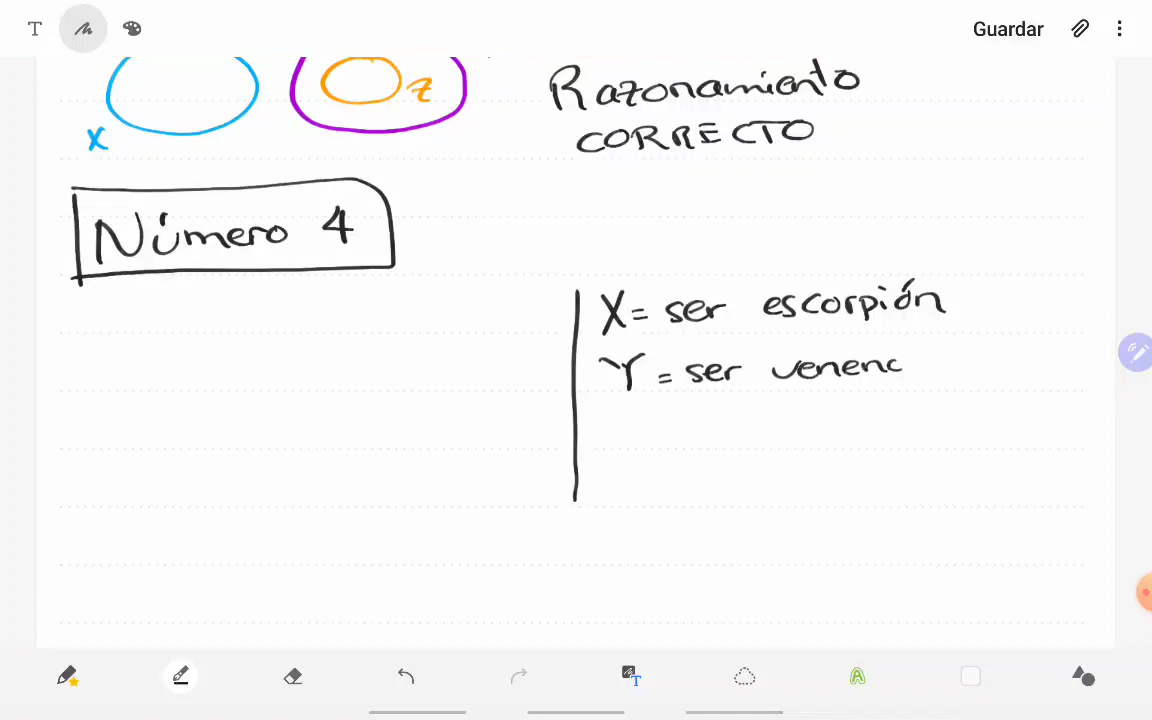 T Guardar
Razonamiento
z
CORRECTO
x
Número 4
X = ser escorpión
Y = ser venenc